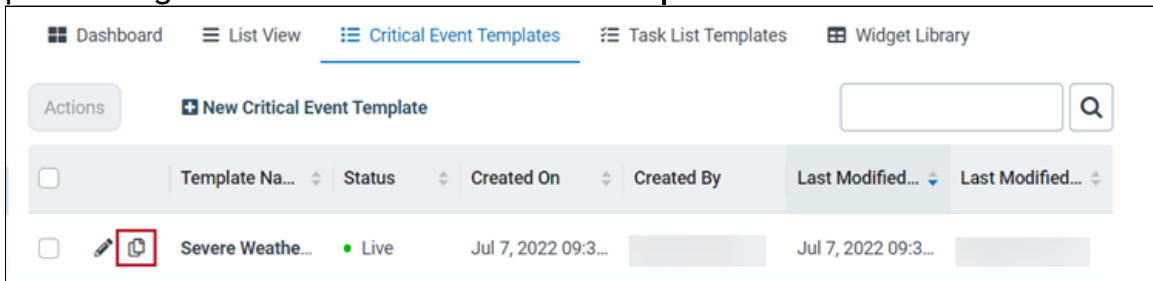 Dashboard List View Critical Event Templates Task List Templates Widget Library
Actions New Critical Event Template
Template Na... Status Created On Created By Last Modified... Last Modified...
Severe Weathe... Live Jul 7, 2022 09:3... Jul 7, 2022 09:3...